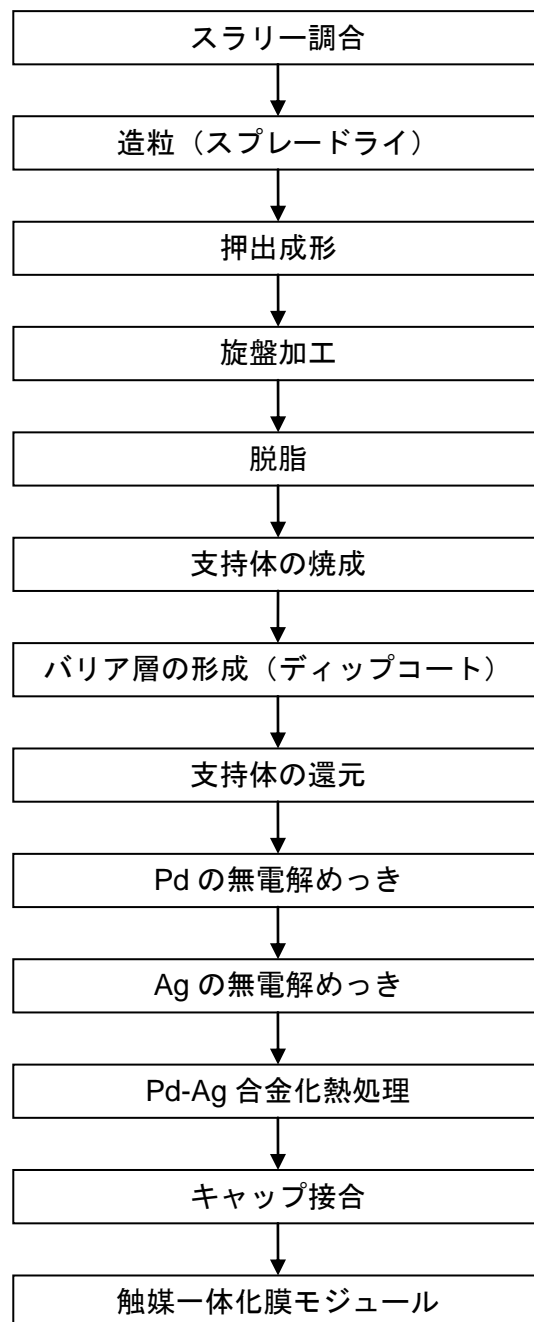 スラリー調合
造粒（スプレードライ）
押出成形
旋盤加工
脱脂
支持体の焼成
バリア層の形成（ディップコート）
支持体の還元
Pd の無電解めっき
Ag の無電解めっき
Pd-Ag 合金化熱処理
キャップ接合
触媒一体化膜モジュール